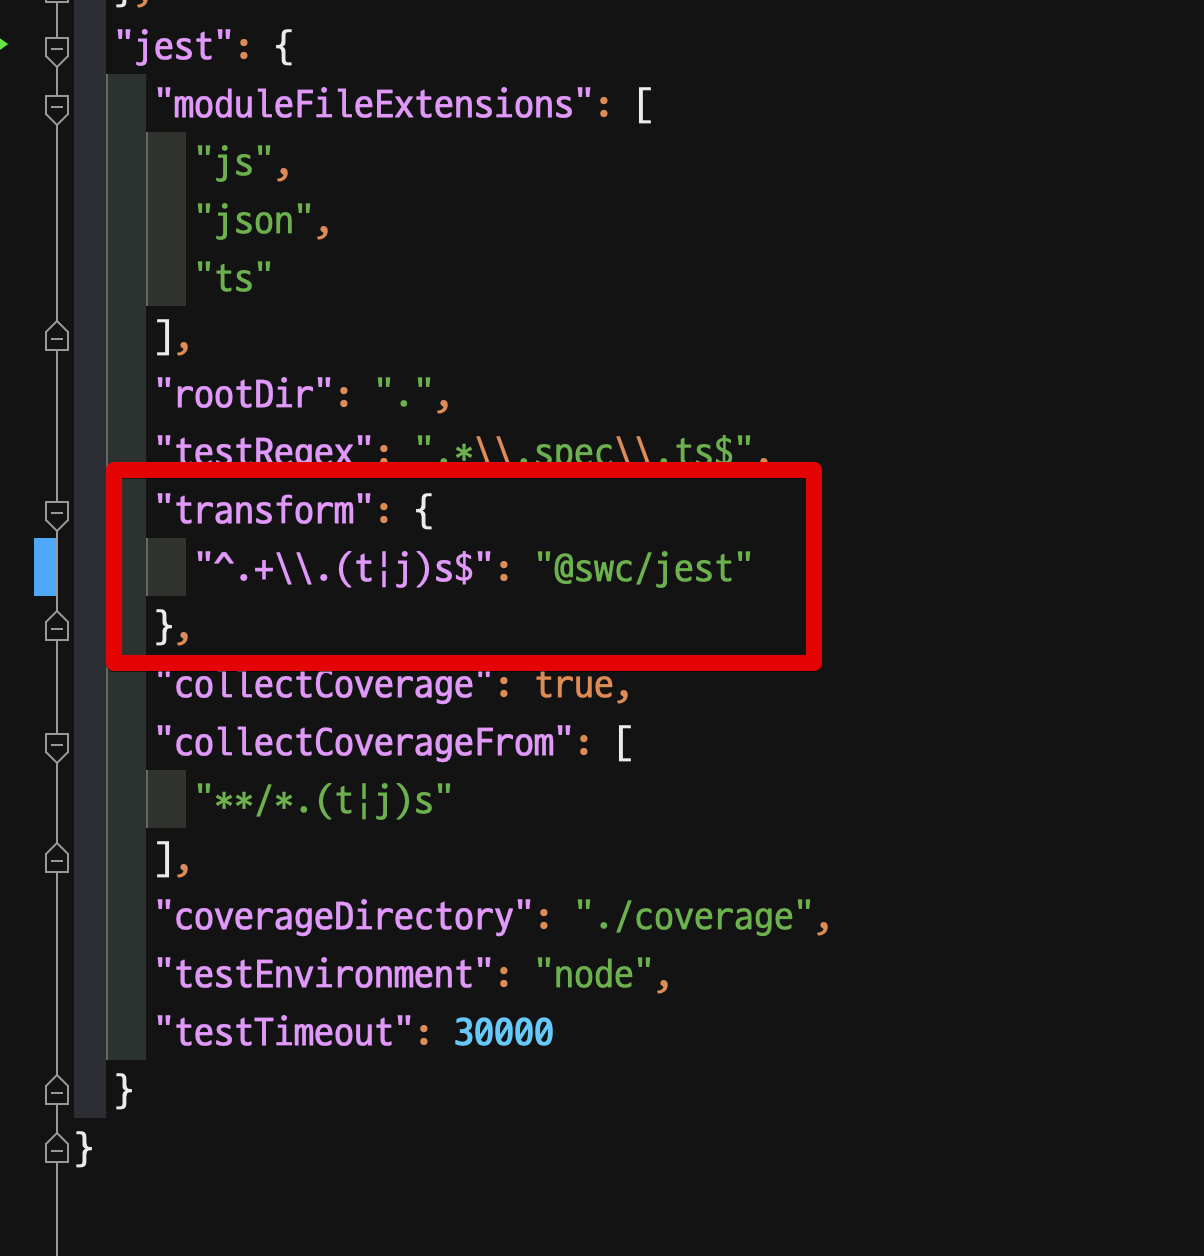 },
"jest": {
"moduleFileExtensions": [
"js",
"json",
"ts"
],
"rootDir": ".",
"testRegex": ".*\\.spec\\.ts$",
"transform": {
"^.+\\.(t|j)s$": "@swc/jest"
},
"collectCoverage": true,
"collectCoverageFrom": [
"**/*.(t|j)s"
],
"coverageDirectory": "./coverage",
"testEnvironment": "node",
"testTimeout": 30000
}
}